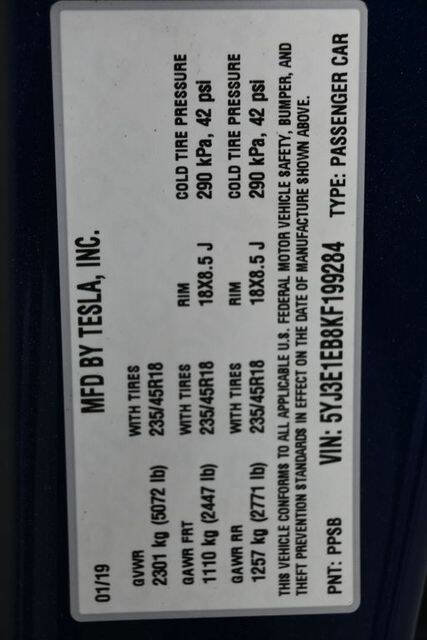 MFD BY TESLA, INC.
01/19
GVWR WITH TIRES
2301 kg (5072 lb) 235/45R18
GAWR FRT WITH TIRES RIM COLD TIRE PRESSURE
1110 kg (2447 lb) 235/45R18 18X8.5 J 290 kPa, 42 psi
GAWR RR WITH TIRES RIM COLD TIRE PRESSURE
1257 kg (2771 lb) 235/45R18 18X8.5 J 290 kPa, 42 psi
THIS VEHICLE CONFORMS TO ALL APPLICABLE U.S. FEDERAL MOTOR VEHICLE SAFETY, BUMPER, AND
THEFT PREVENTION STANDARDS IN EFFECT ON THE DATE OF MANUFACTURE SHOWN ABOVE.
PNT: PPSB VIN: 5YJ3E1EB8KF199284 TYPE: PASSENGER CAR